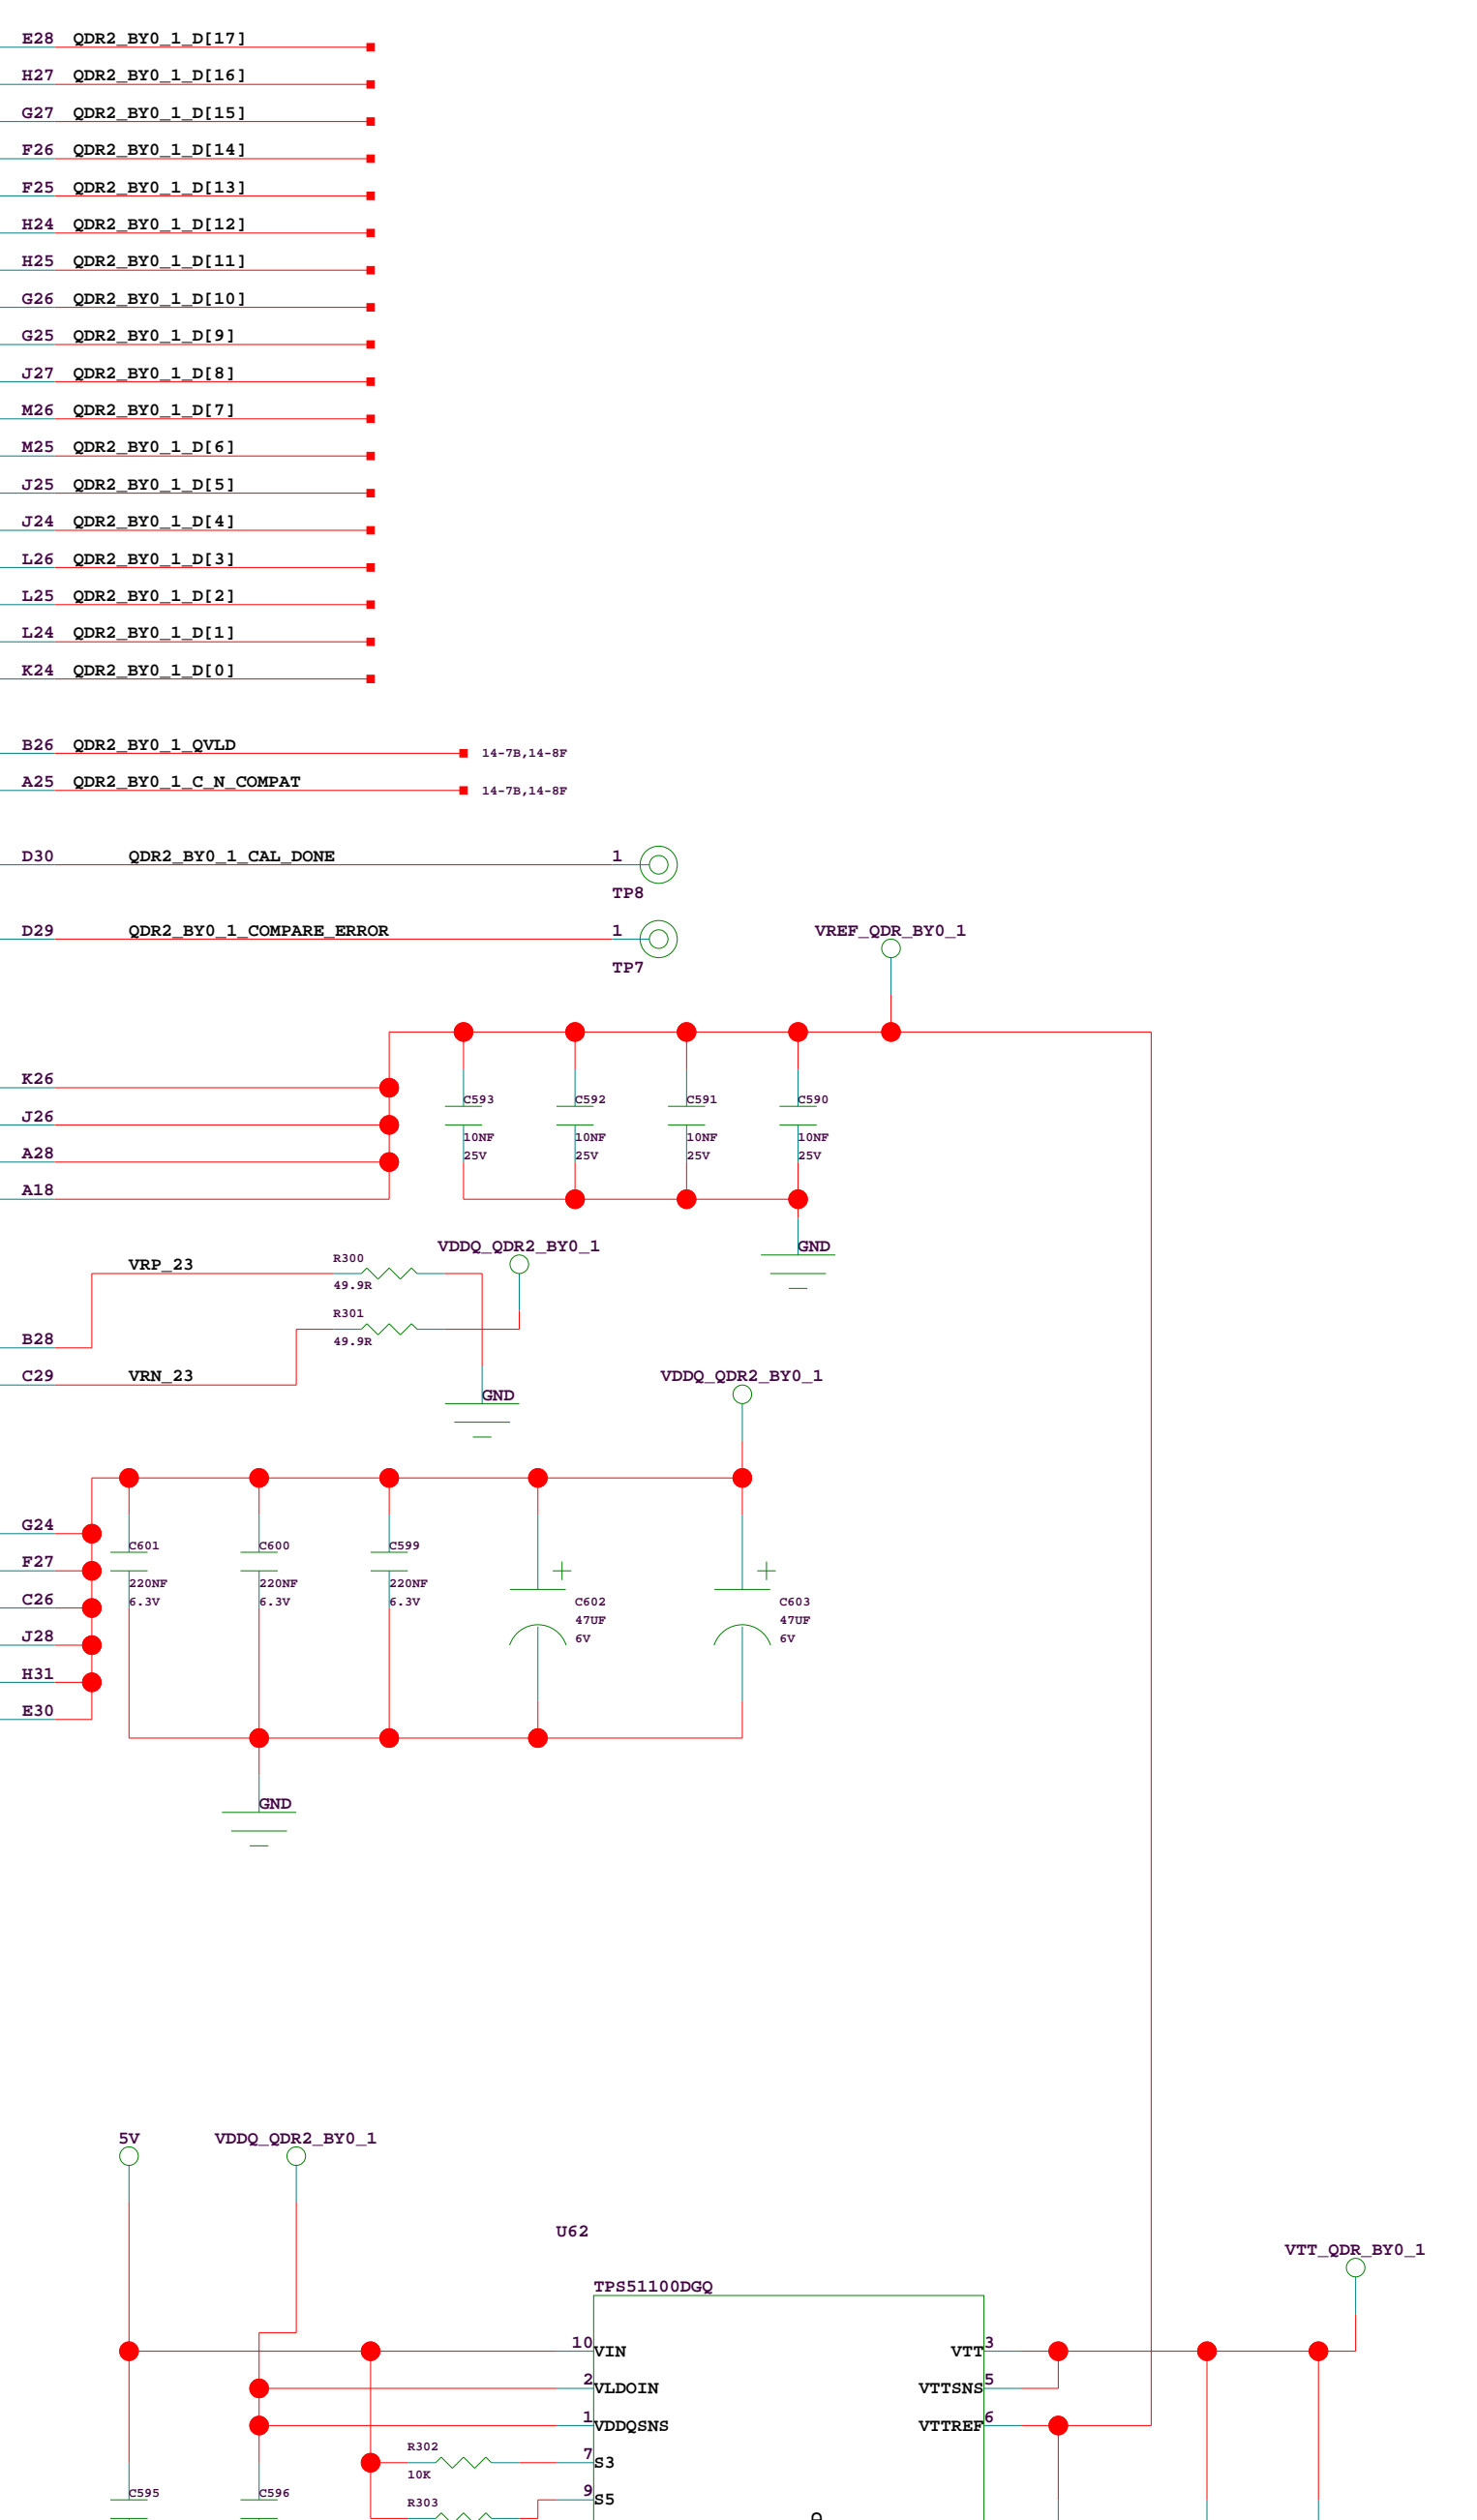 E28 QDR2_BY0_1_D[17]
H27 QDR2_BY0_1_D[16]
G27 QDR2_BY0_1_D[15]
F26 QDR2_BY0_1_D[14]
F25 QDR2_BY0_1_D[13]
H24 QDR2_BY0_1_D[12]
H25 QDR2_BY0_1_D[11]
G26 QDR2_BY0_1_D[10]
G25 QDR2_BY0_1_D[9]
J27 QDR2_BY0_1_D[8]
M26 QDR2_BY0_1_D[7]
M25 QDR2_BY0_1_D[6]
J25 QDR2_BY0_1_D[5]
J24 QDR2_BY0_1_D[4]
L26 QDR2_BY0_1_D[3]
L25 QDR2_BY0_1_D[2]
L24 QDR2_BY0_1_D[1]
K24 QDR2_BY0_1_D[0]
B26 QDR2_BY0_1_QVLD 14-7B,14-8F
A25 QDR2_BY0_1_C_N_COMPAT 14-7B,14-8F
D30 QDR2_BY0_1_CAL_DONE 1
TP8
D29 QDR2_BY0_1_COMPARE_ERROR 1 VREF_QDR_BY0_1
TP7
K26
C593 C592 C591 C590
J26
10NF 10NF 10NF 10NF
A28 25V 25V 25V 25V
A18
VDDQ_QDR2_BY0_1 GND
VRP_23 R300
49.9R
R301
B28 49.9R
C29 VRN_23 VDDQ_QDR2_BY0_1
GND
G24
C601 C600 C599
F27
220NF 220NF 220NF
C26 6.3V 6.3V 6.3V C602 C603
47UF 47UF
J28 6V 6V
H31
E30
GND
5V VDDQ_QDR2_BY0_1
U62
VTT_QDR_BY0_1
TPS51100DGQ
10 VIN VTT 3
2 VLDOIN VTTSNS 5
1 VDDQSNS VTTREF 6
R302
7 S3
10K
C595 C596 9 S5
R303